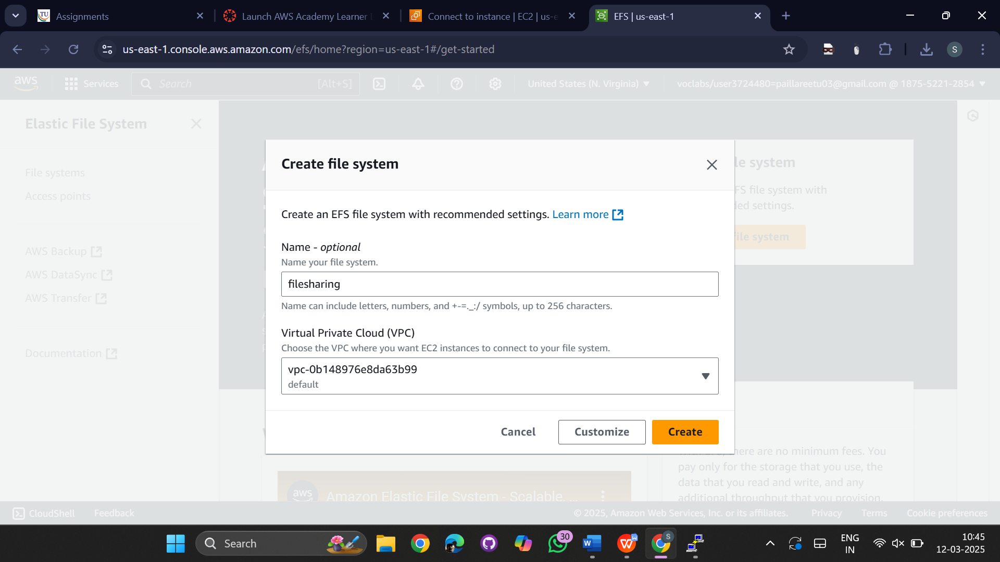 Assignments
Launch AWS Academy Learner
Connect to instance | EC2 | us-e
EFS | us-east-1
us-east-1.console.aws.amazon.com/efs/home?region=us-east-1#/get-started
S
aws
Services
Search
[Alt+S]
United States (N. Virginia)
voclabs/user3724480=paillareetu03@gmail.com @ 1875-5221-2854
Elastic File System
File systems
Access points
AWS Backup
AWS DataSync
AWS Transfer
Documentation
Create file system
Create an EFS file system with recommended settings. Learn more
Name - optional
Name your file system.
filesharing
Name can include letters, numbers, and +-=._:/ symbols, up to 256 characters.
Virtual Private Cloud (VPC)
Choose the VPC where you want EC2 instances to connect to your file system.
vpc-0b148976e8da63b99
default
Cancel
Customize
Create
le system
FS file system with
ed settings.
file system
here are no minimum fees. You
pay only for the storage that you use, the
data that you read and write, and any
additional throughput that you provision.
aws
Amazon Elastic File System - Scalable, ...
CloudShell
Feedback
© 2025, Amazon Web Services, Inc. or its affiliates.
Privacy
Terms
Cookie preferences
Search
30
S
ENG
IN
10:45
12-03-2025